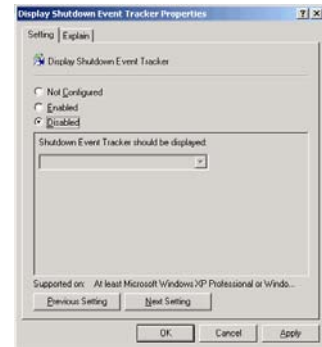 Display Shutdown Event Tracker Properties
Setting Explain
Display Shutdown Event Tracker
Not Configured
Enabled
Disabled
Shutdown Event Tracker should be displayed
Supported on: At least Microsoft Windows XP Professional or Windo...
Previous Setting Next Setting
OK Cancel Apply